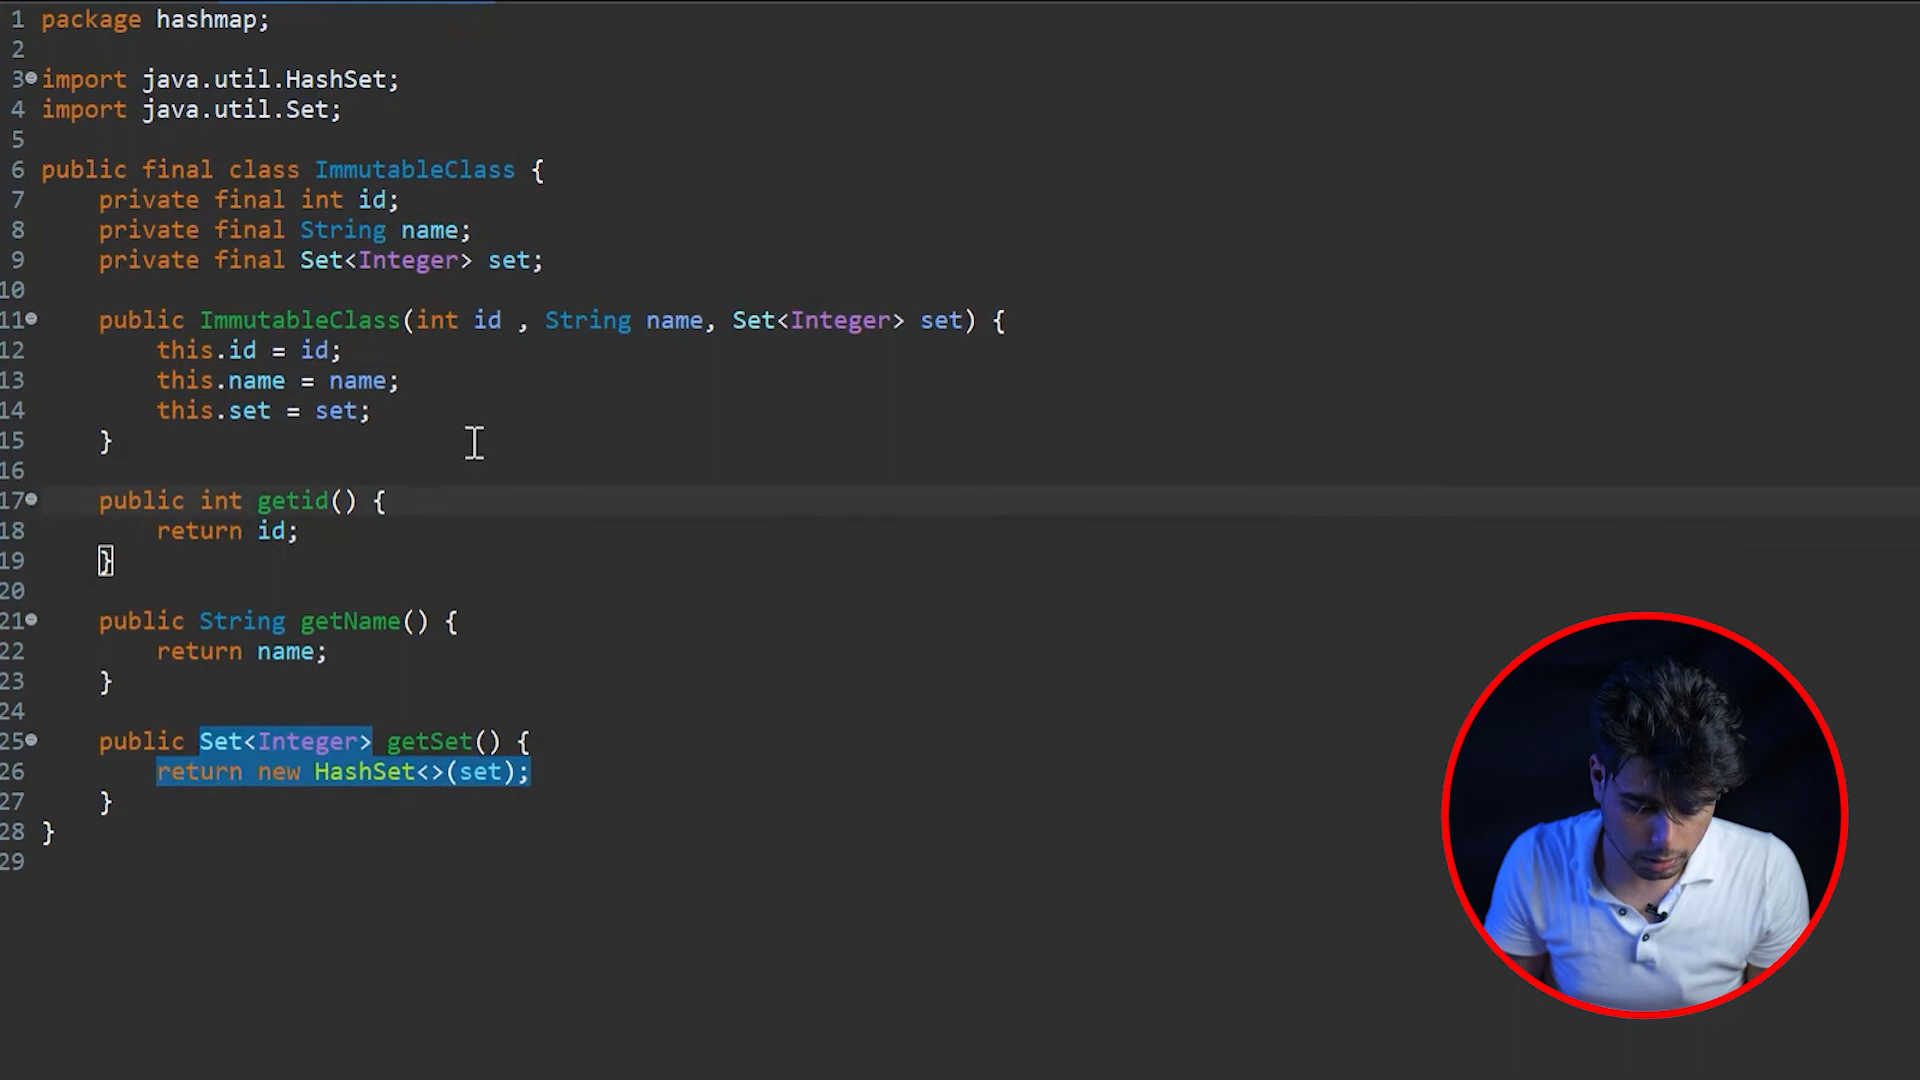 1 package hashmap;
2
3 import java.util.HashSet;
4 import java.util.Set;
5
6 public final class ImmutableClass {
7     private final int id;
8     private final String name;
9     private final Set<Integer> set;
10
11     public ImmutableClass(int id , String name, Set<Integer> set) {
12         this.id = id;
13         this.name = name;
14         this.set = set;
15     }
16
17     public int getid() {
18         return id;
19     }
20
21     public String getName() {
22         return name;
23     }
24
25     public Set<Integer> getSet() {
26         return new HashSet<>(set);
27     }
28 }
29